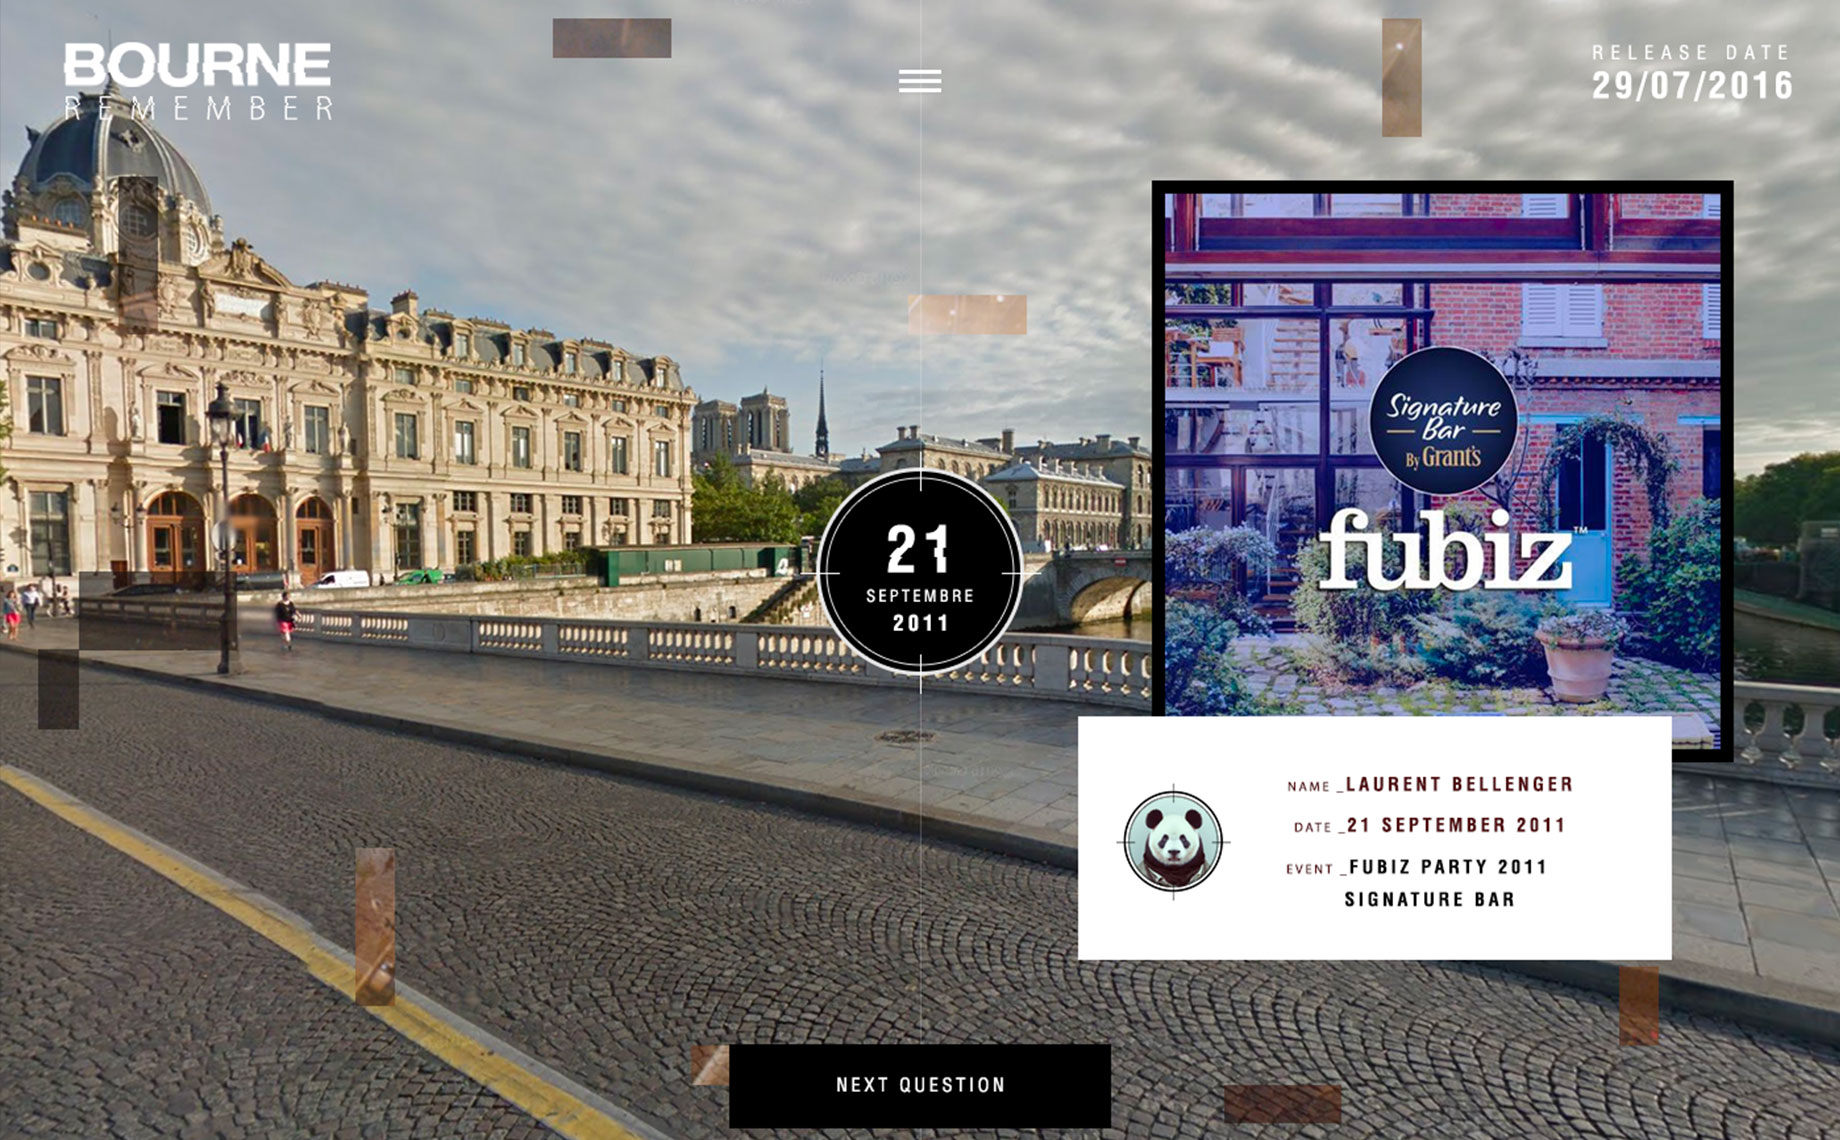 BOURNE
REMEMBER
RELEASE DATE
29/07/2016
Signature
Bar
By Grant's
fubiz™
21
SEPTEMBRE
2011
NAME _LAURENT BELLENGER
DATE _21 SEPTEMBER 2011
EVENT _FUBIZ PARTY 2011
SIGNATURE BAR
NEXT QUESTION